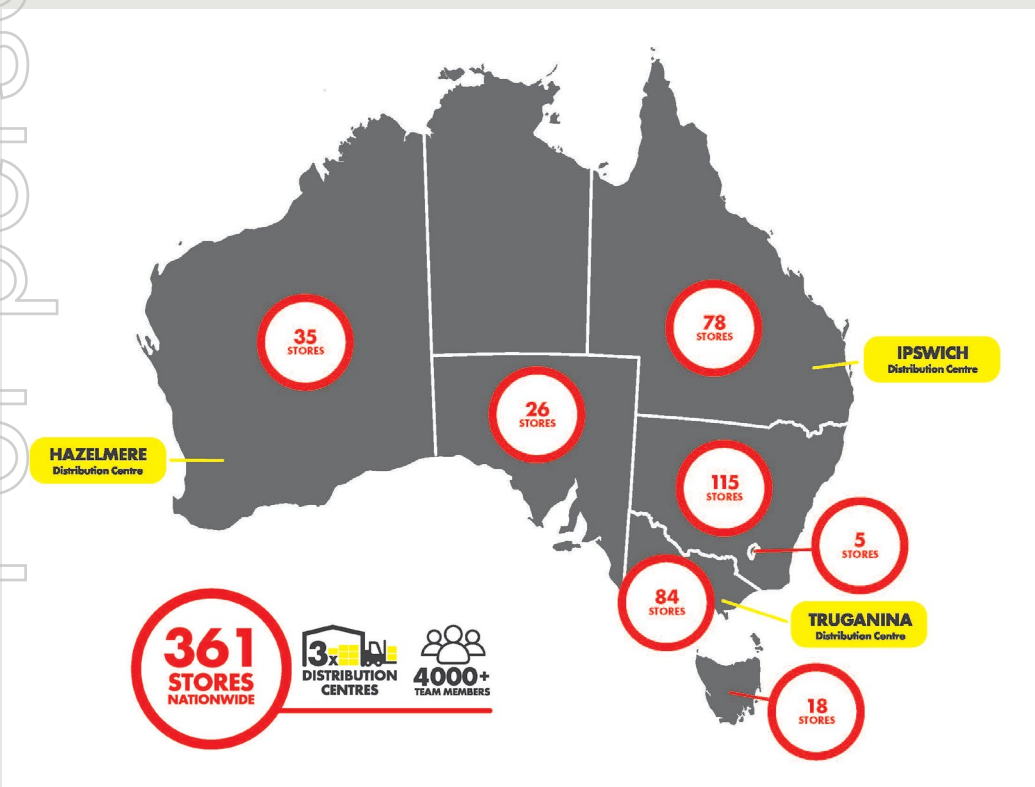 35
STORES
78
STORES
IPSWICH
Distribution Centre
26
STORES
HAZELMERE
Distribution Centre
115
STORES
5
STORES
84
STORES
TRUGANINA
Distribution Centre
361
STORES
NATIONWIDE
3x
DISTRIBUTION
CENTRES
4000+
TEAM MEMBERS
18
STORES